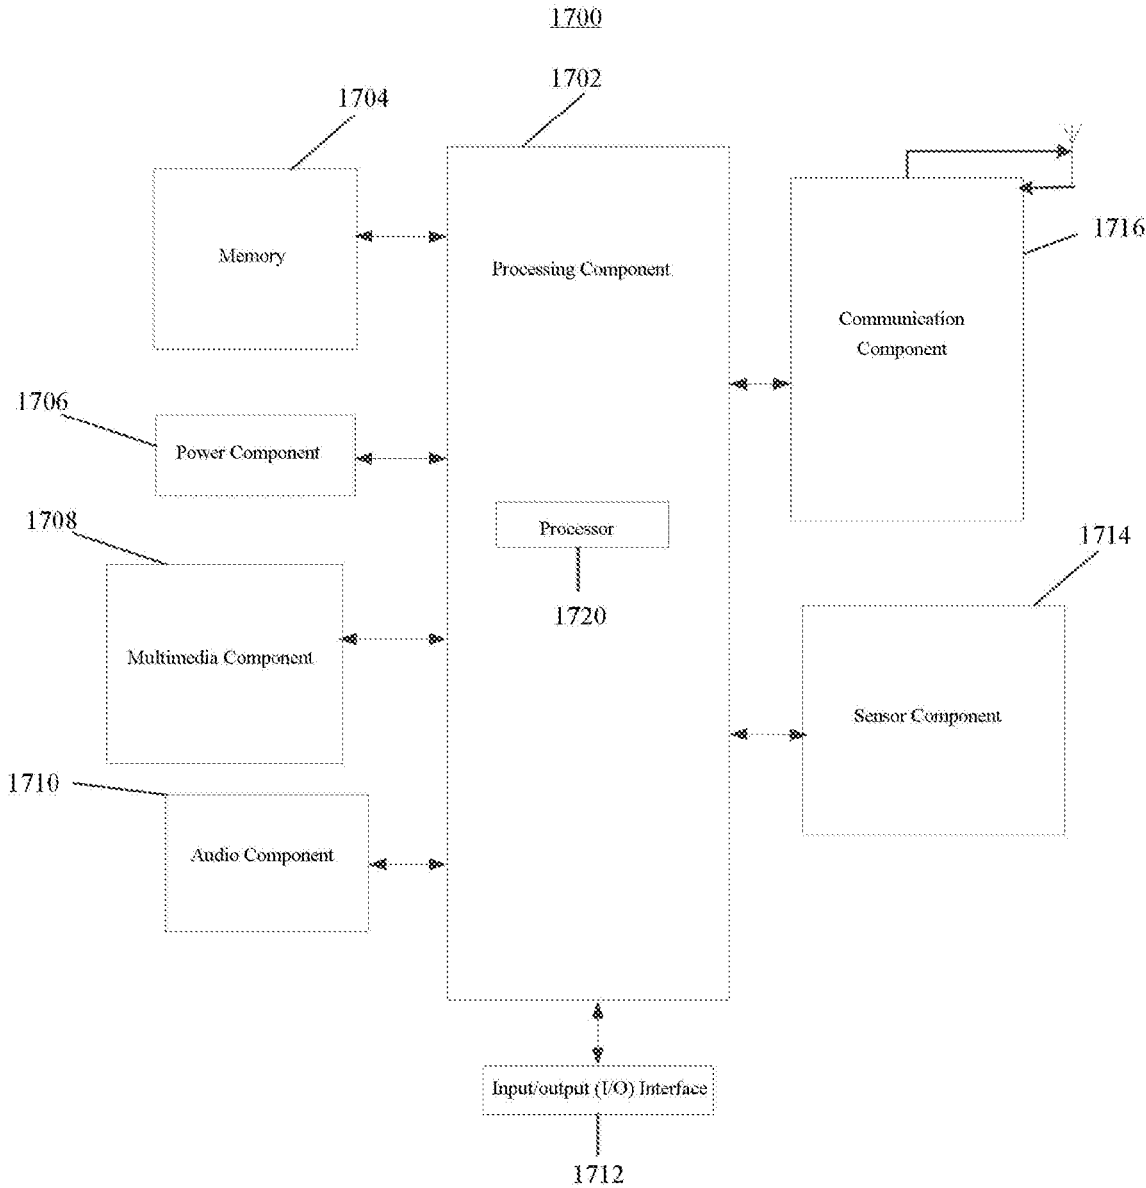 1700
1702
1704
Memory
Processing Component
1716
Communication
Component
1706
Power Component
1708
Processor
1714
1720
Multimedia Component
Sensor Component
1710
Audio Component
Input/output (I/O) Interface
1712